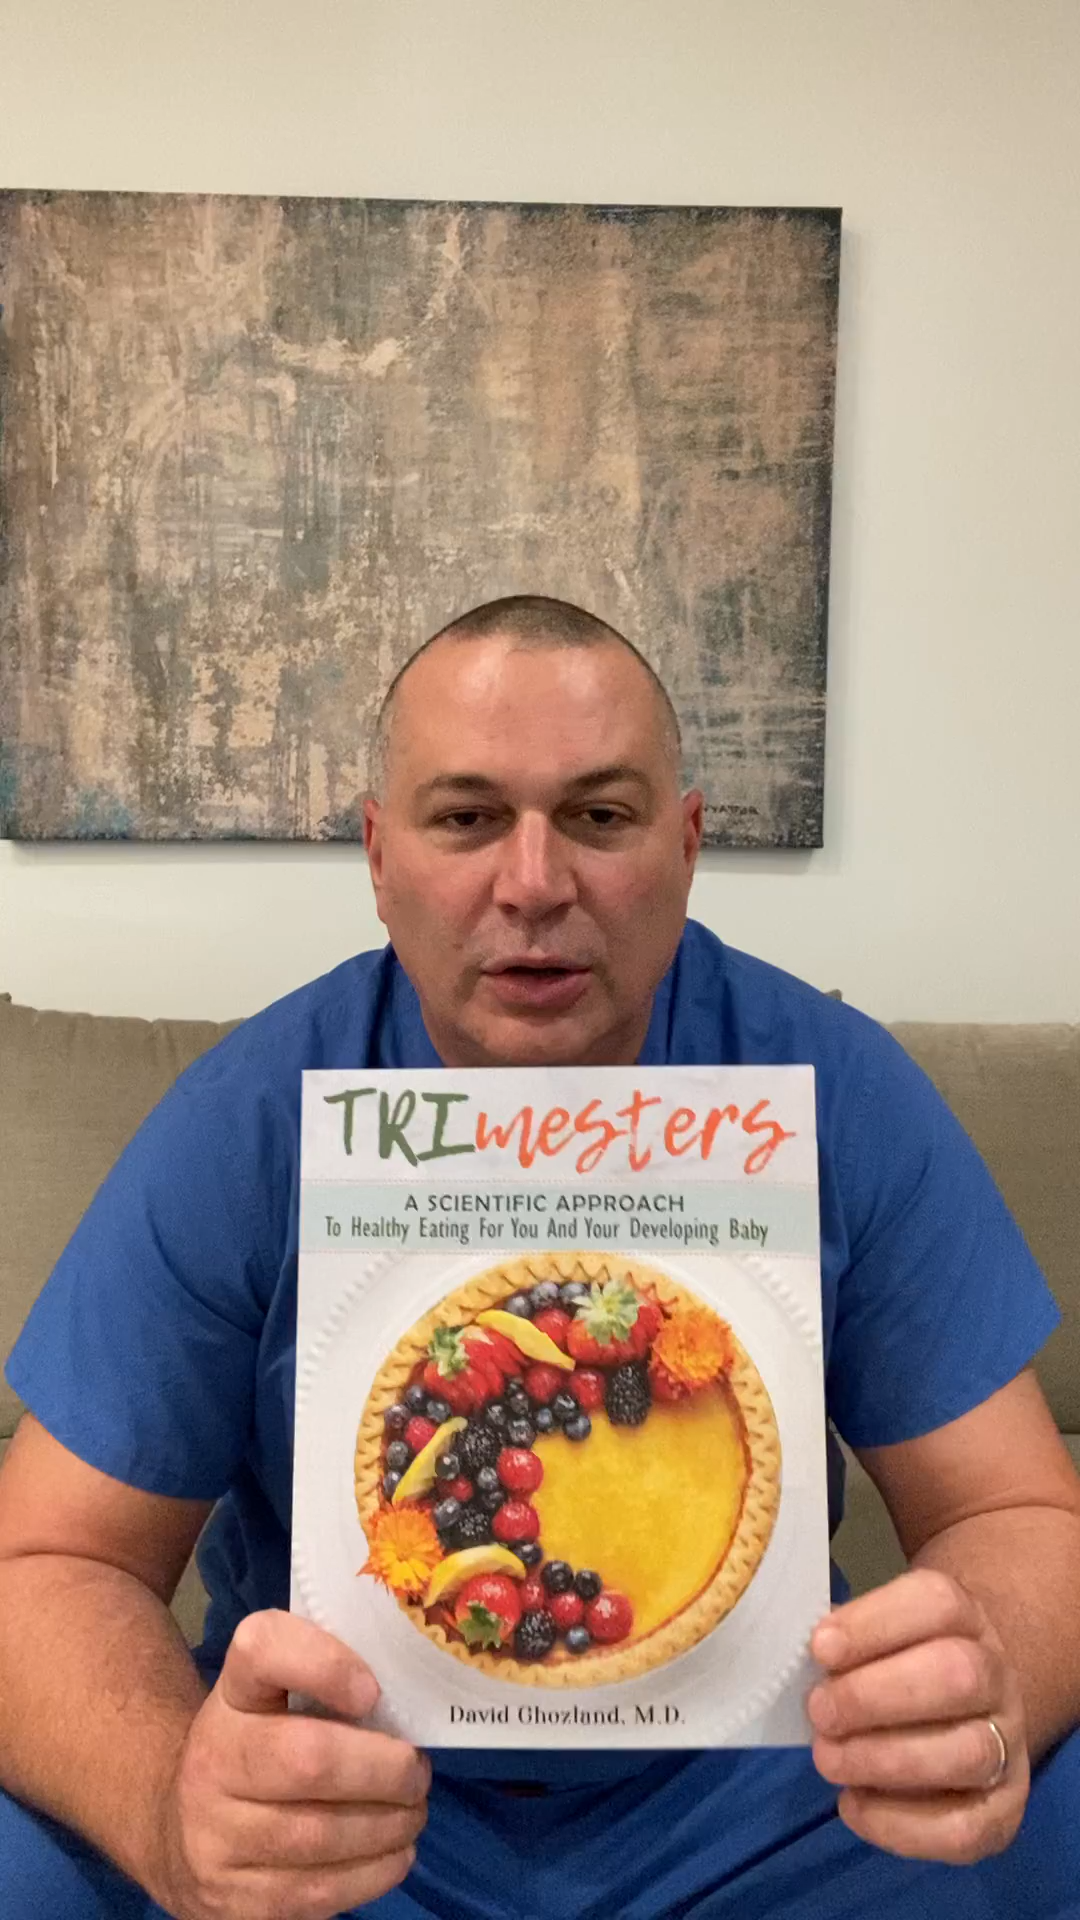 TRImesters
A SCIENTIFIC APPROACH
To Healthy Eating For You And Your Developing Baby
David Ghozland, M.D.